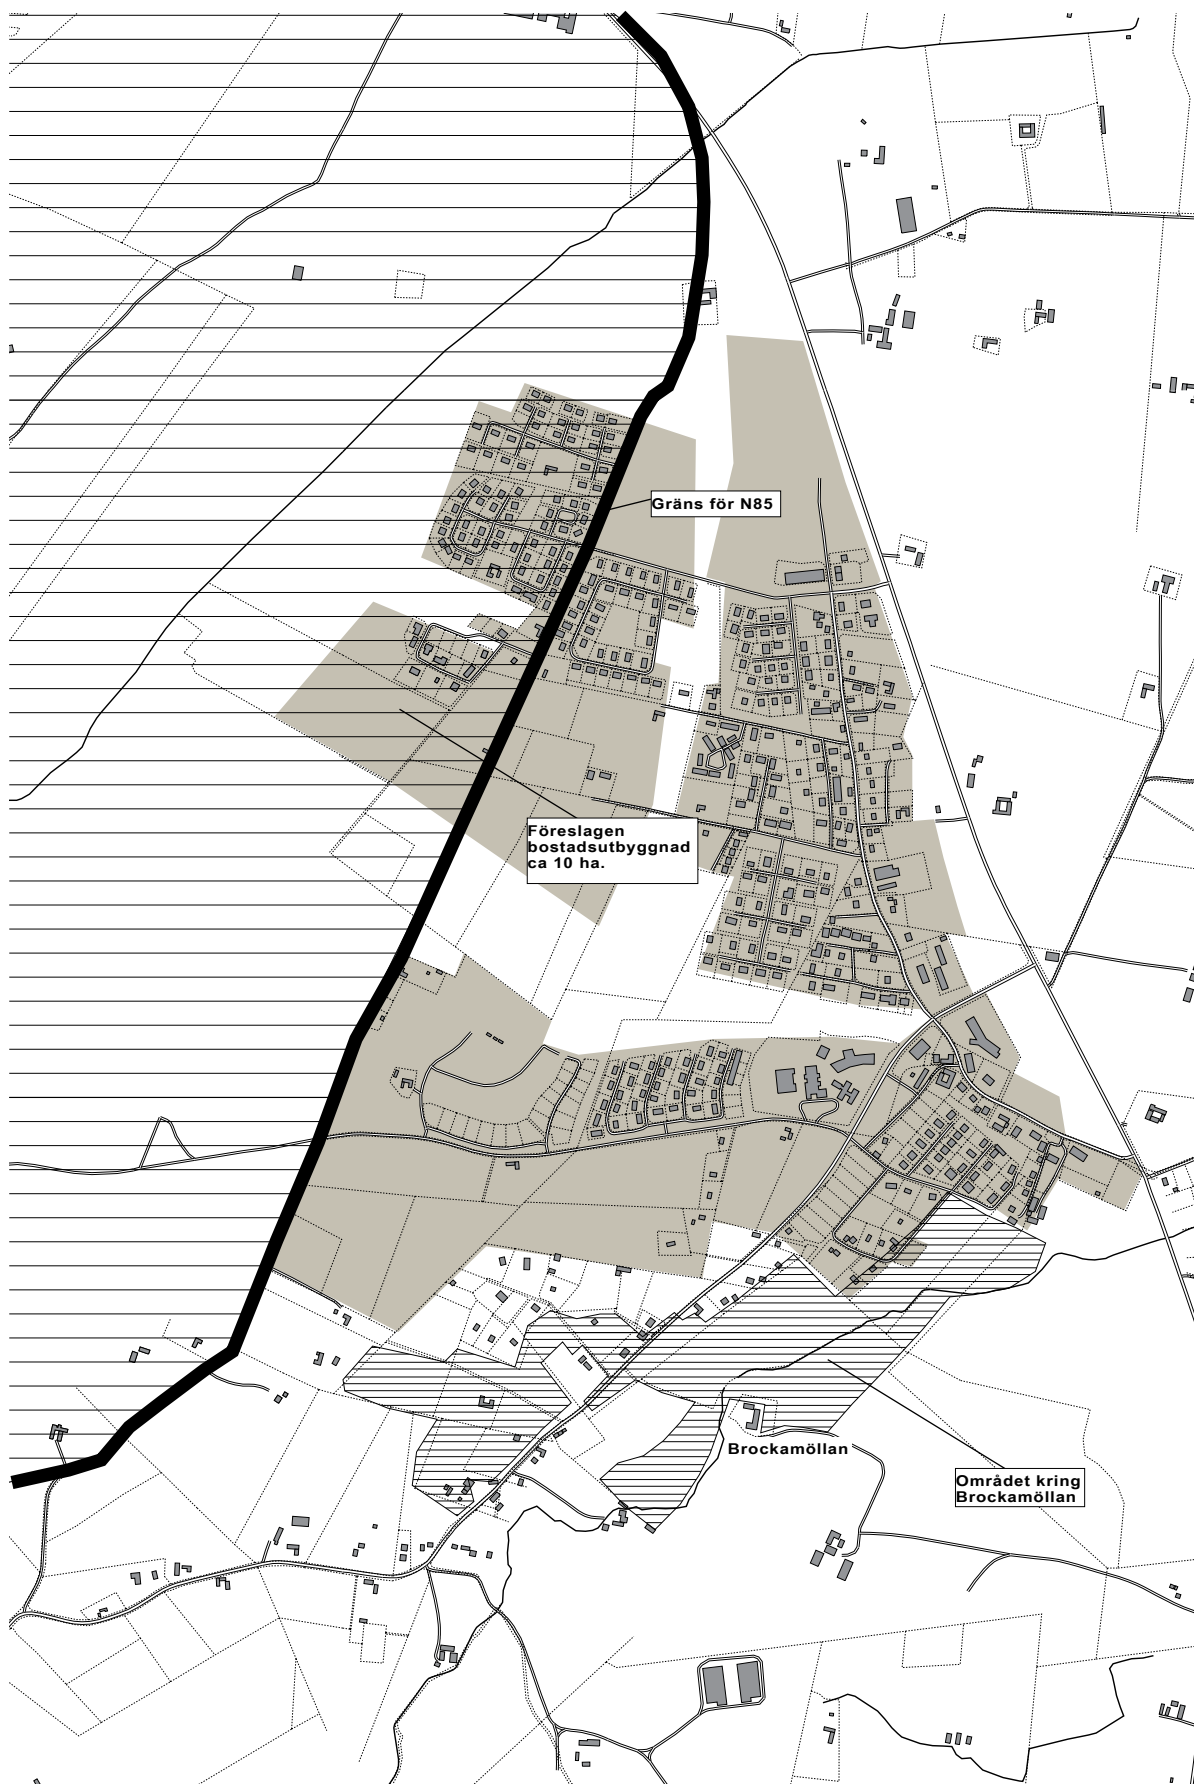 Gräns för N85
Föreslagen
bostadsutbyggnad
ca 10 ha.
Brockamöllan
Området kring
Brockamöllan